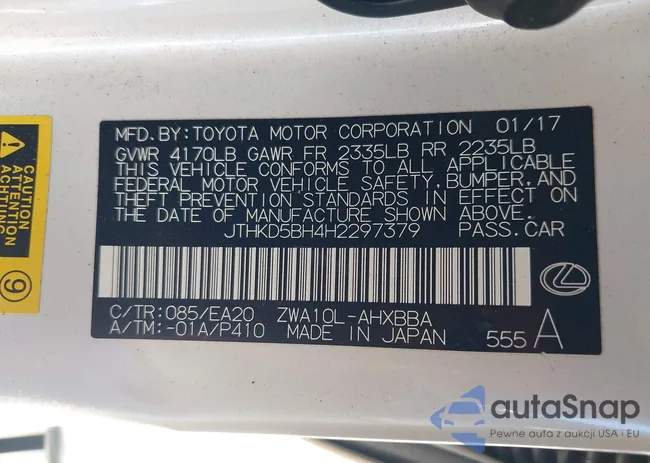 CAUTION
ATTENTION
ACHTUNG
9
MFD.BY:TOYOTA MOTOR CORPORATION 01/17
GVWR 4170LB GAWR FR 2335LB RR 2235LB
THIS VEHICLE CONFORMS TO ALL APPLICABLE
FEDERAL MOTOR VEHICLE SAFETY,BUMPER,AND
THEFT PREVENTION STANDARDS IN EFFECT ON
THE DATE OF MANUFACTURE SHOWN ABOVE.
JTHKD5BH4H2297379 PASS.CAR
C/TR:085/EA20 ZWA10L-AHXBBA
A/TM:-01A/P410 MADE IN JAPAN 555 A
autoSnap
Pewne auta z aukcji USA i EU